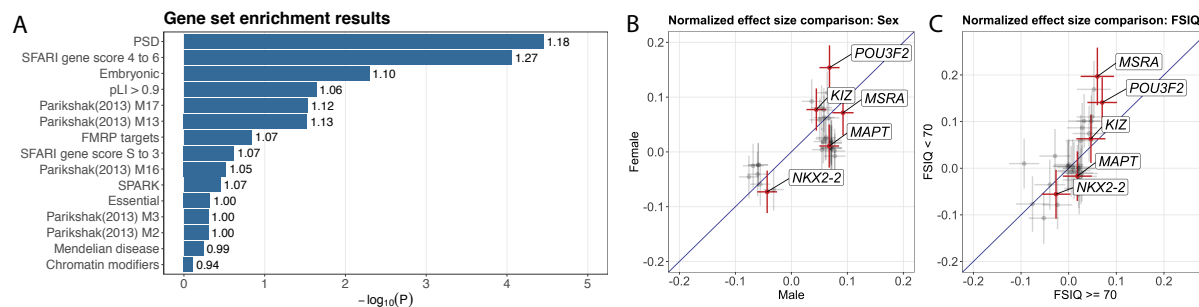 A
Gene set enrichment results
PSD
1.18
SFARI gene score 4 to 6
1.27
Embryonic
1.10
pLI > 0.9
1.06
Parikshak(2013) M17
1.12
Parikshak(2013) M13
1.13
FMRP targets
1.07
SFARI gene score S to 3
1.07
Parikshak(2013) M16
1.05
SPARK
1.07
Essential
1.00
Parikshak(2013) M3
1.00
Parikshak(2013) M2
1.00
Mendelian disease
0.99
Chromatin modifiers
0.94
0 1 2 3 4 5
−log10(P)
B
Normalized effect size comparison: Sex
Female
0.2
0.1
0.0
-0.1
-0.2
POU3F2
KIZ
MSRA
MAPT
NKX2-2
-0.2 -0.1 0.0 0.1 0.2
Male
C
Normalized effect size comparison: FSIQ
FSIQ < 70
0.2
0.1
0.0
-0.1
-0.2
MSRA
POU3F2
KIZ
MAPT
NKX2-2
-0.2 -0.1 0.0 0.1 0.2
FSIQ >= 70